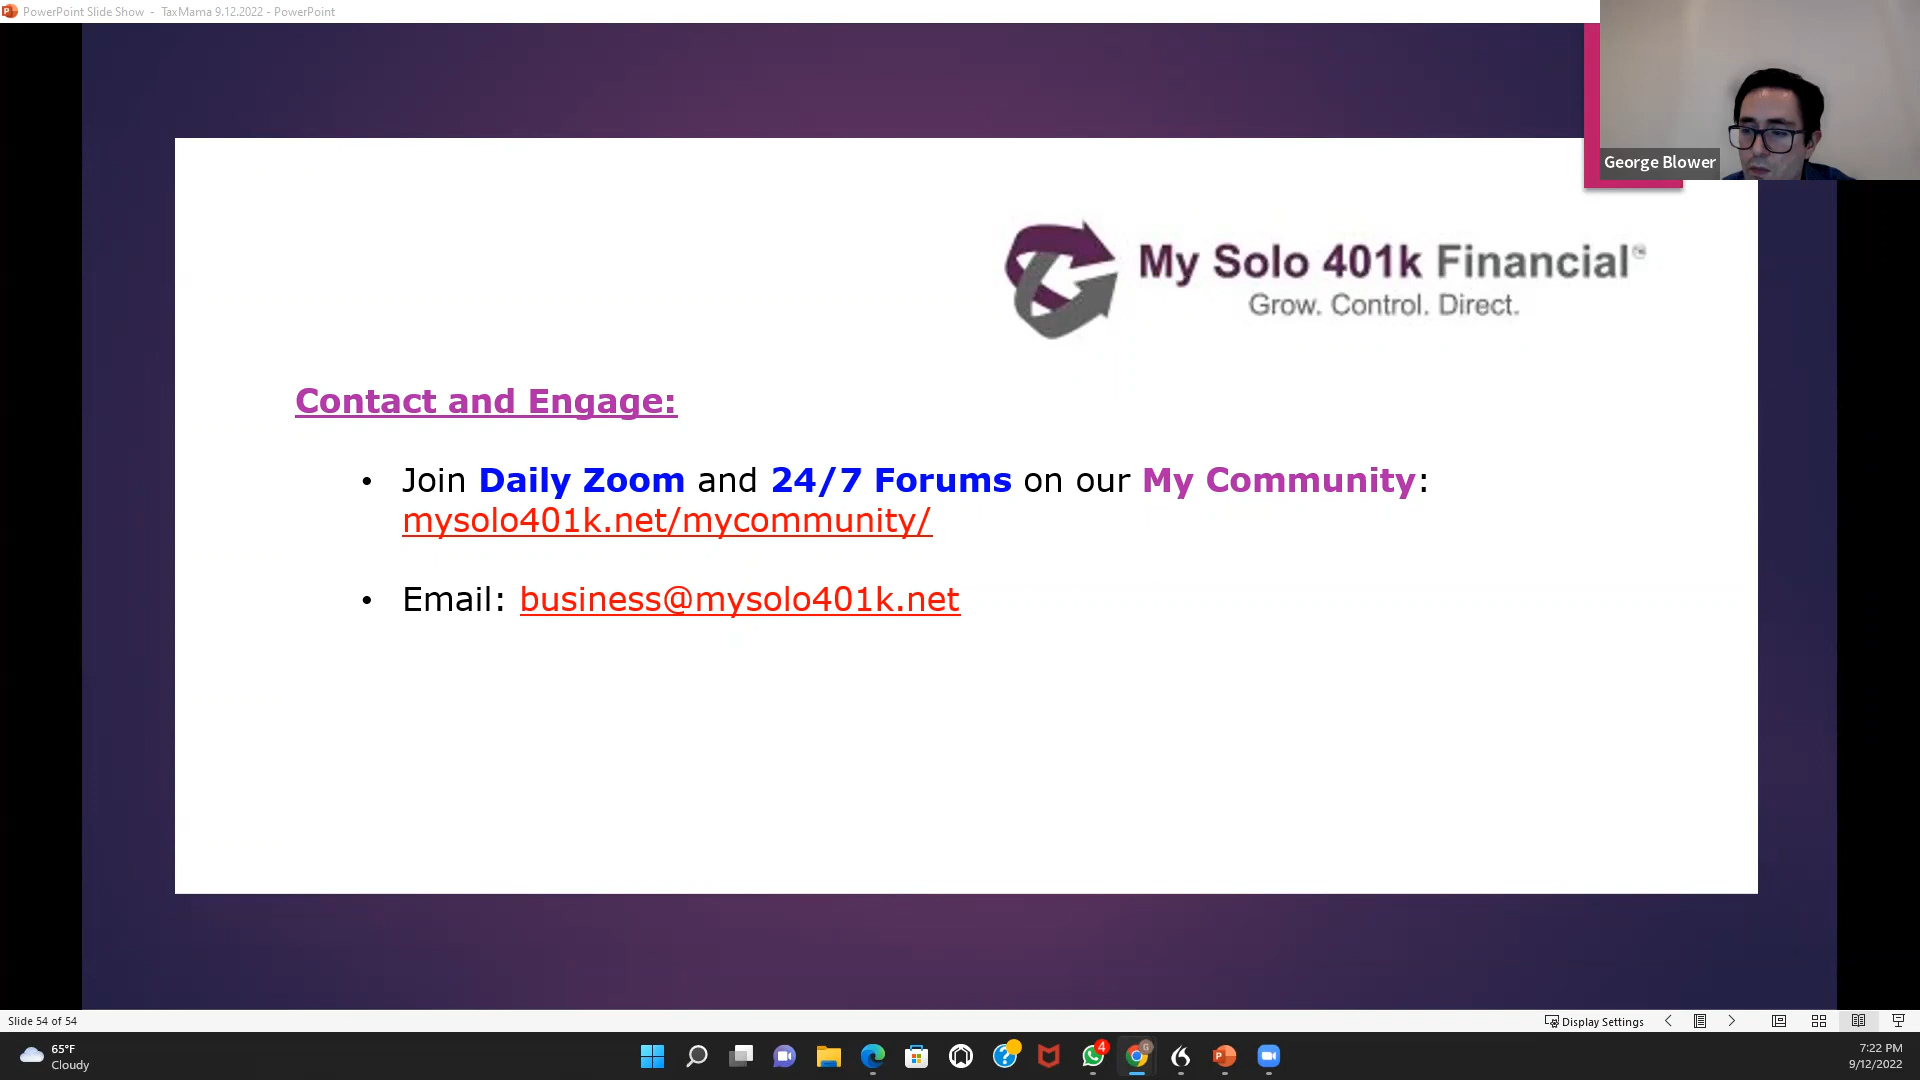 PowerPoint Slide Show - TaxMama 9.12.2022 - PowerPoint
George Blower
My Solo 401k Financial
Grow. Control. Direct.
Contact and Engage:
• Join Daily Zoom and 24/7 Forums on our My Community:
mysolo401k.net/mycommunity/
• Email: business@mysolo401k.net
Slide 54 of 54
Display Settings
65°F
Cloudy
4
G
7:22 PM
9/12/2022